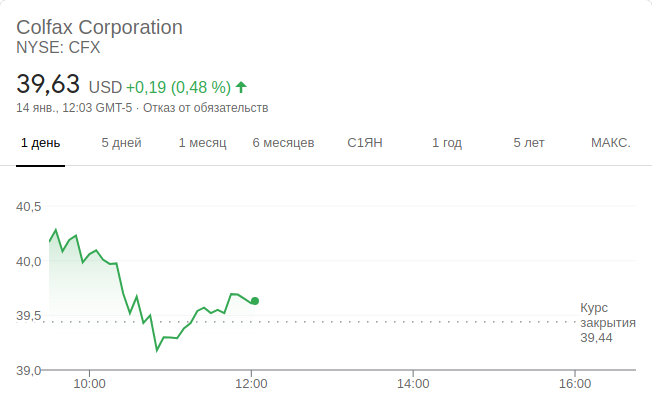 Colfax Corporation
NYSE: CFX
39,63 USD +0,19 (0,48 %)
14 янв., 12:03 GMT-5 · Отказ от обязательств
1 день 5 дней 1 месяц 6 месяцев С1ЯН 1 год 5 лет МАКС.
40,5
40,0
39,5
39,0
Курс
закрытия
39,44
10:00 12:00 14:00 16:00